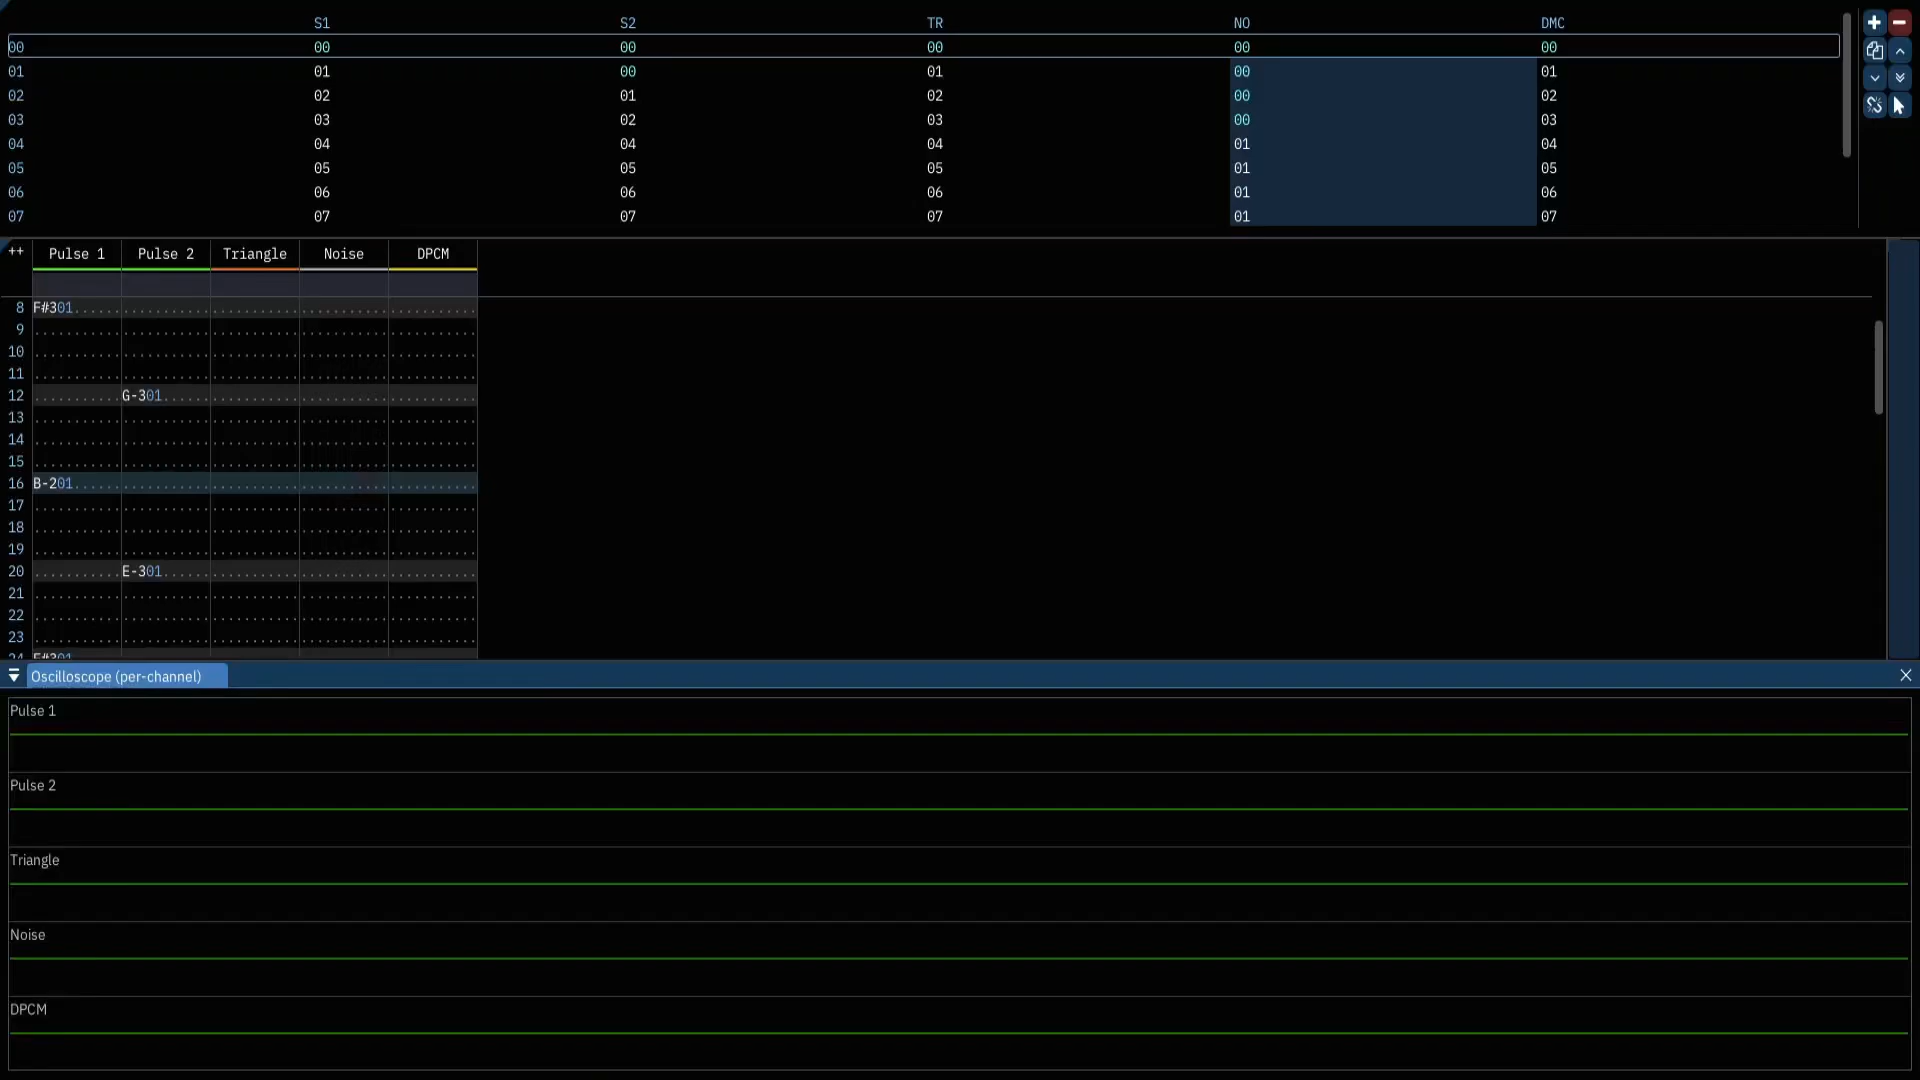 S1 S2 TR NO DMC
00 00 00 00 00 00
01 01 00 01 00 01
02 02 01 02 00 02
03 03 02 03 00 03
04 04 04 04 01 04
05 05 05 05 01 05
06 06 06 06 01 06
07 07 07 07 01 07
++ Pulse 1 Pulse 2 Triangle Noise DPCM
8 F#301
9
10
11
12 G-301
13
14
15
16 B-201
17
18
19
20 E-301
21
22
23
24 F#301
Oscilloscope (per-channel)
Pulse 1
Pulse 2
Triangle
Noise
DPCM